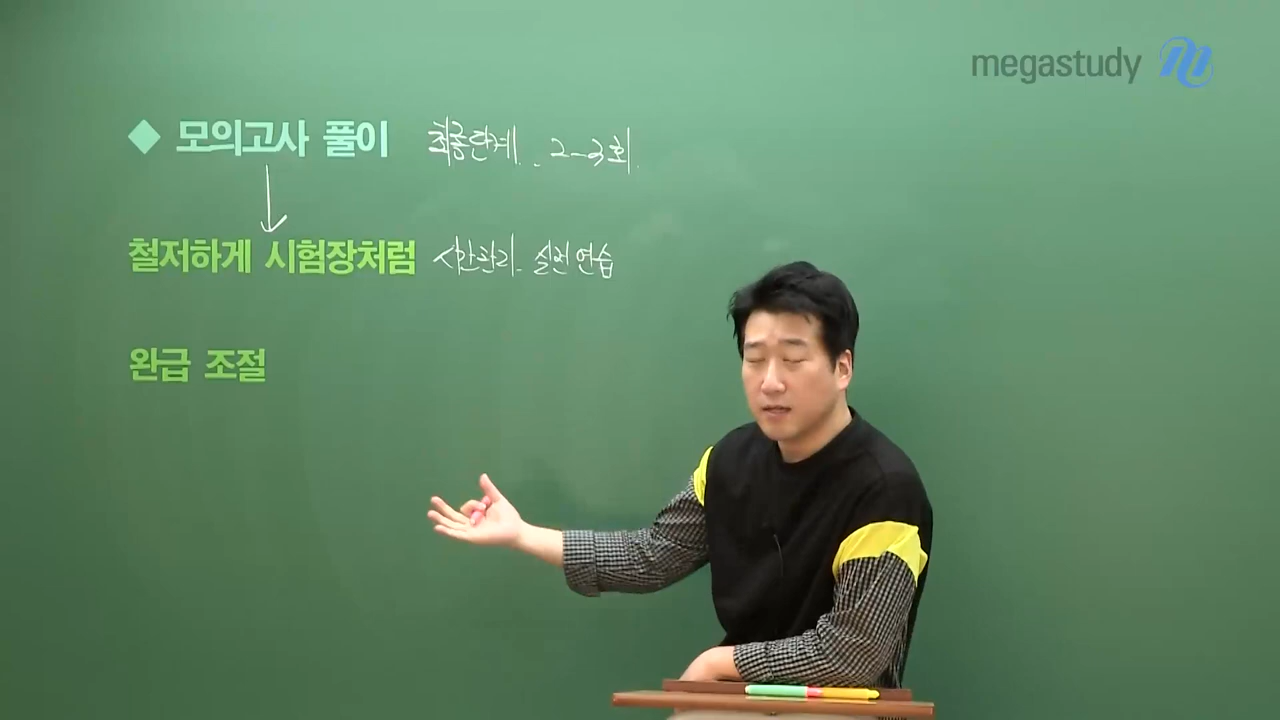 megastudy
◆ 모의고사 풀이 최종단계. . 2-3회.
철저하게 시험장처럼 시간관리. 실전연습
완급 조절